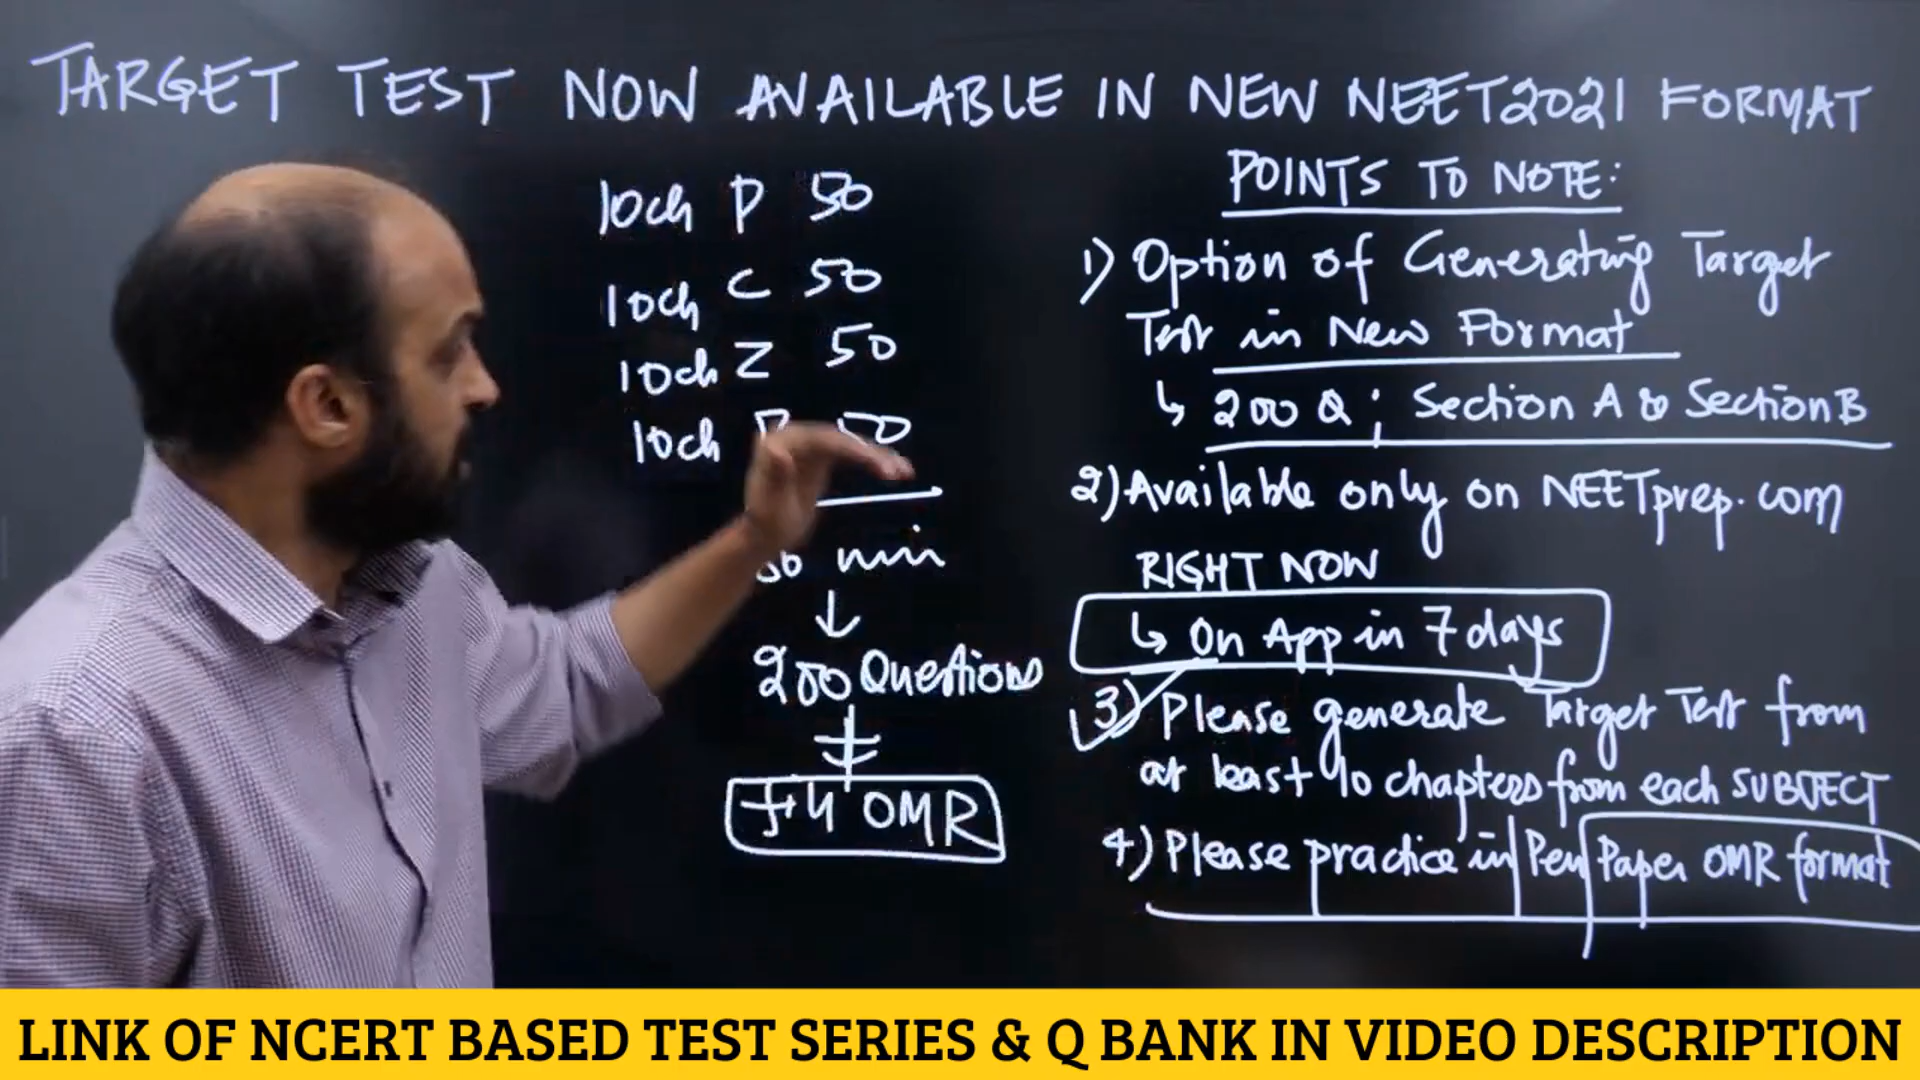 TARGET TEST NOW AVAILABLE IN NEW NEET2021 FORMAT
10ch P 50
10ch C 50
10ch Z 50
10ch
min
↓
200 Questions
OMR
POINTS TO NOTE:
1) Option of Generating Target
Test in New Format
↳ 200 Q; Section A & Section B
2) Available only on NEETprep.com
RIGHT NOW
↳ On App in 7 days
3) Please generate Target Test from
at least 10 chapters from each SUBJECT
4) Please practice in Pen Paper OMR format
LINK OF NCERT BASED TEST SERIES & Q BANK IN VIDEO DESCRIPTION